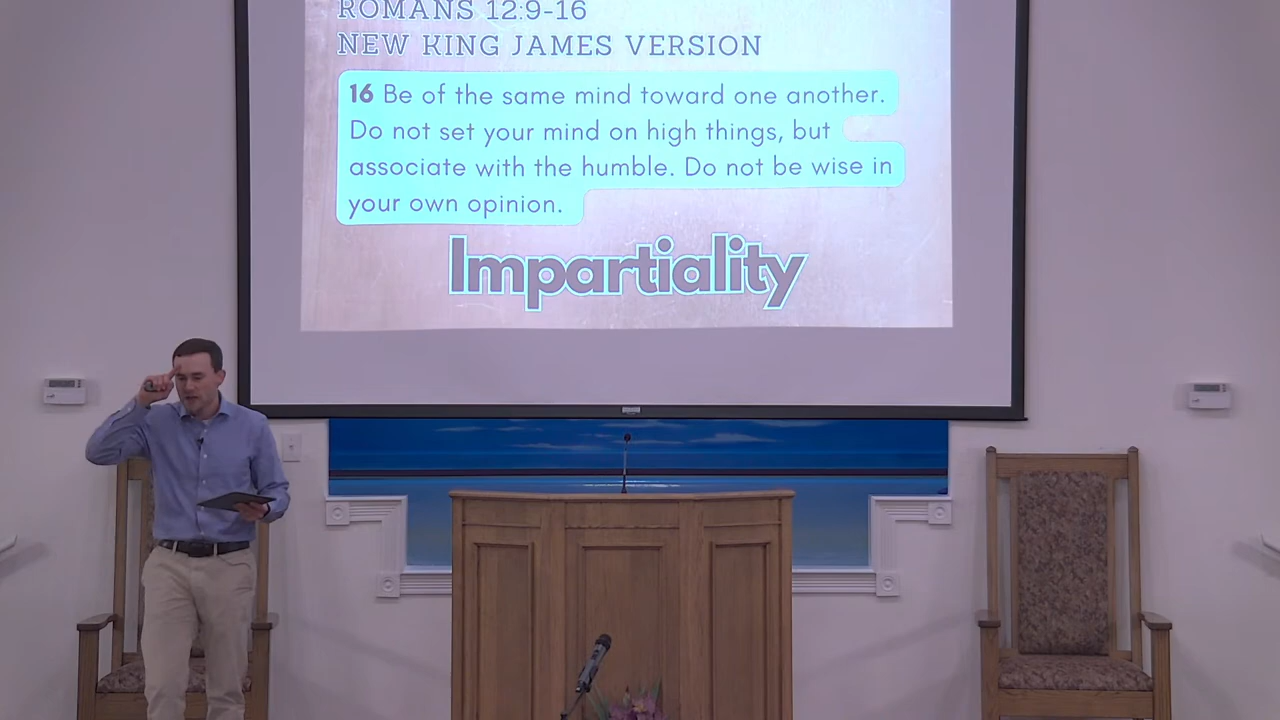 ROMANS 12:9-16
NEW KING JAMES VERSION
16 Be of the same mind toward one another.
Do not set your mind on high things, but
associate with the humble. Do not be wise in
your own opinion.
Impartiality